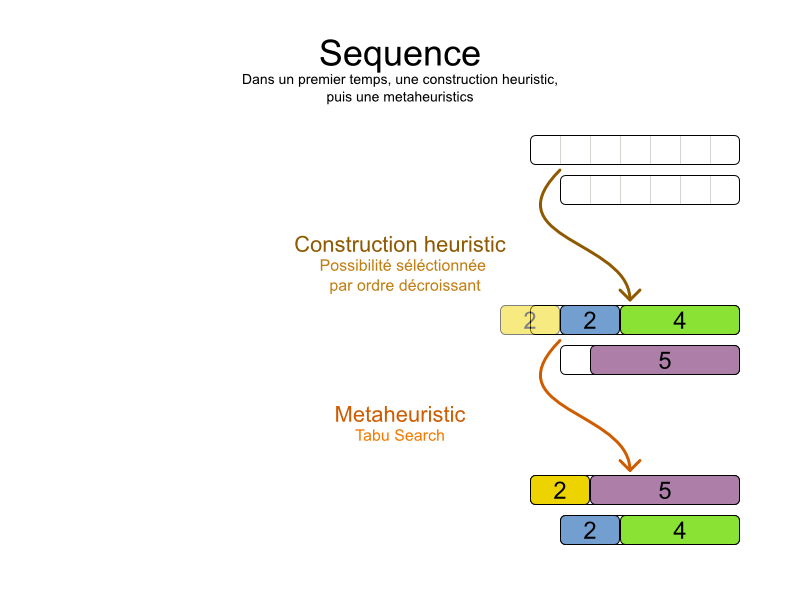 Sequence
Dans un premier temps, une construction heuristic,
puis une metaheuristics
Construction heuristic
Possibilité séléctionnée
par ordre décroissant
2 2 4
5
Metaheuristic
Tabu Search
2 5
2 4